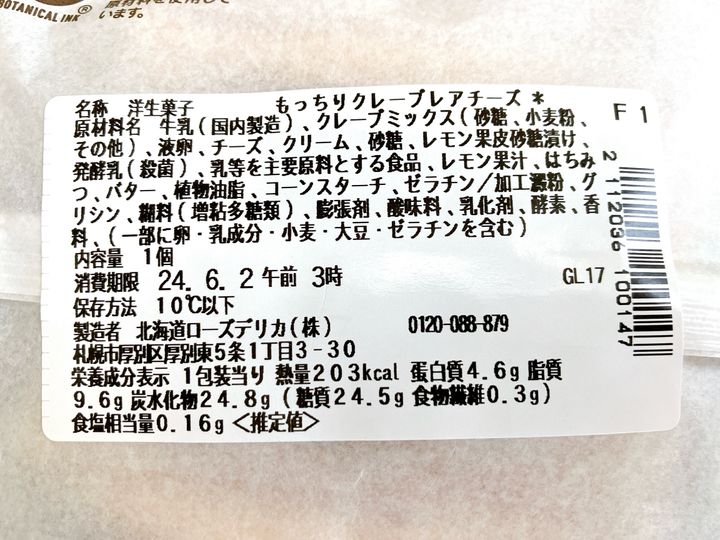 BOTANICAL INK®
います。
名称 洋生菓子 もっちりクレープレアチーズ *
原材料名 牛乳(国内製造)、クレープミックス(砂糖、小麦粉、
その他)、液卵、チーズ、クリーム、砂糖、レモン果皮砂糖漬け、
発酵乳(殺菌)、乳等を主要原料とする食品、レモン果汁、はちみ
つ、バター、植物油脂、コーンスターチ、ゼラチン/加工澱粉、グ
リシン、糊料(増粘多糖類)、膨張剤、酸味料、乳化剤、酵素、香
料、(一部に卵・乳成分・小麦・大豆・ゼラチンを含む)
内容量 1個
消費期限 24. 6. 2 午前 3時
保存方法 10℃以下
製造者 北海道ローズデリカ(株) 0120-088-879
札幌市厚別区厚別東5条1丁目3-30
栄養成分表示 1包装当り 熱量203kcal 蛋白質4.6g 脂質
9.6g 炭水化物24.8g(糖質24.5g 食物繊維0.3g)
食塩相当量0.16g <推定値>
F 1
GL17
2 112036 100147